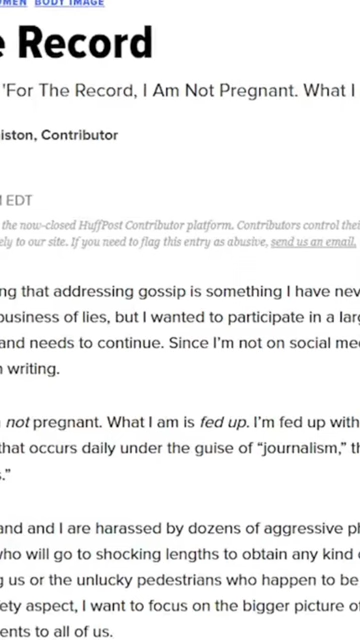 OMEN BODY IMAGE
e Record
'For The Record, I Am Not Pregnant. What I
iston, Contributor
EDT
the now-closed HuffPost Contributor platform. Contributors control thei
ely to our site. If you need to flag this entry as abusive, send us an email.
ng that addressing gossip is something I have nev
business of lies, but I wanted to participate in a larg
and needs to continue. Since I'm not on social me
n writing.
not pregnant. What I am is fed up. I'm fed up with
that occurs daily under the guise of “journalism,” th
s.”
and and I are harassed by dozens of aggressive ph
who will go to shocking lengths to obtain any kind
g us or the unlucky pedestrians who happen to be
ety aspect, I want to focus on the bigger picture of
ents to all of us.